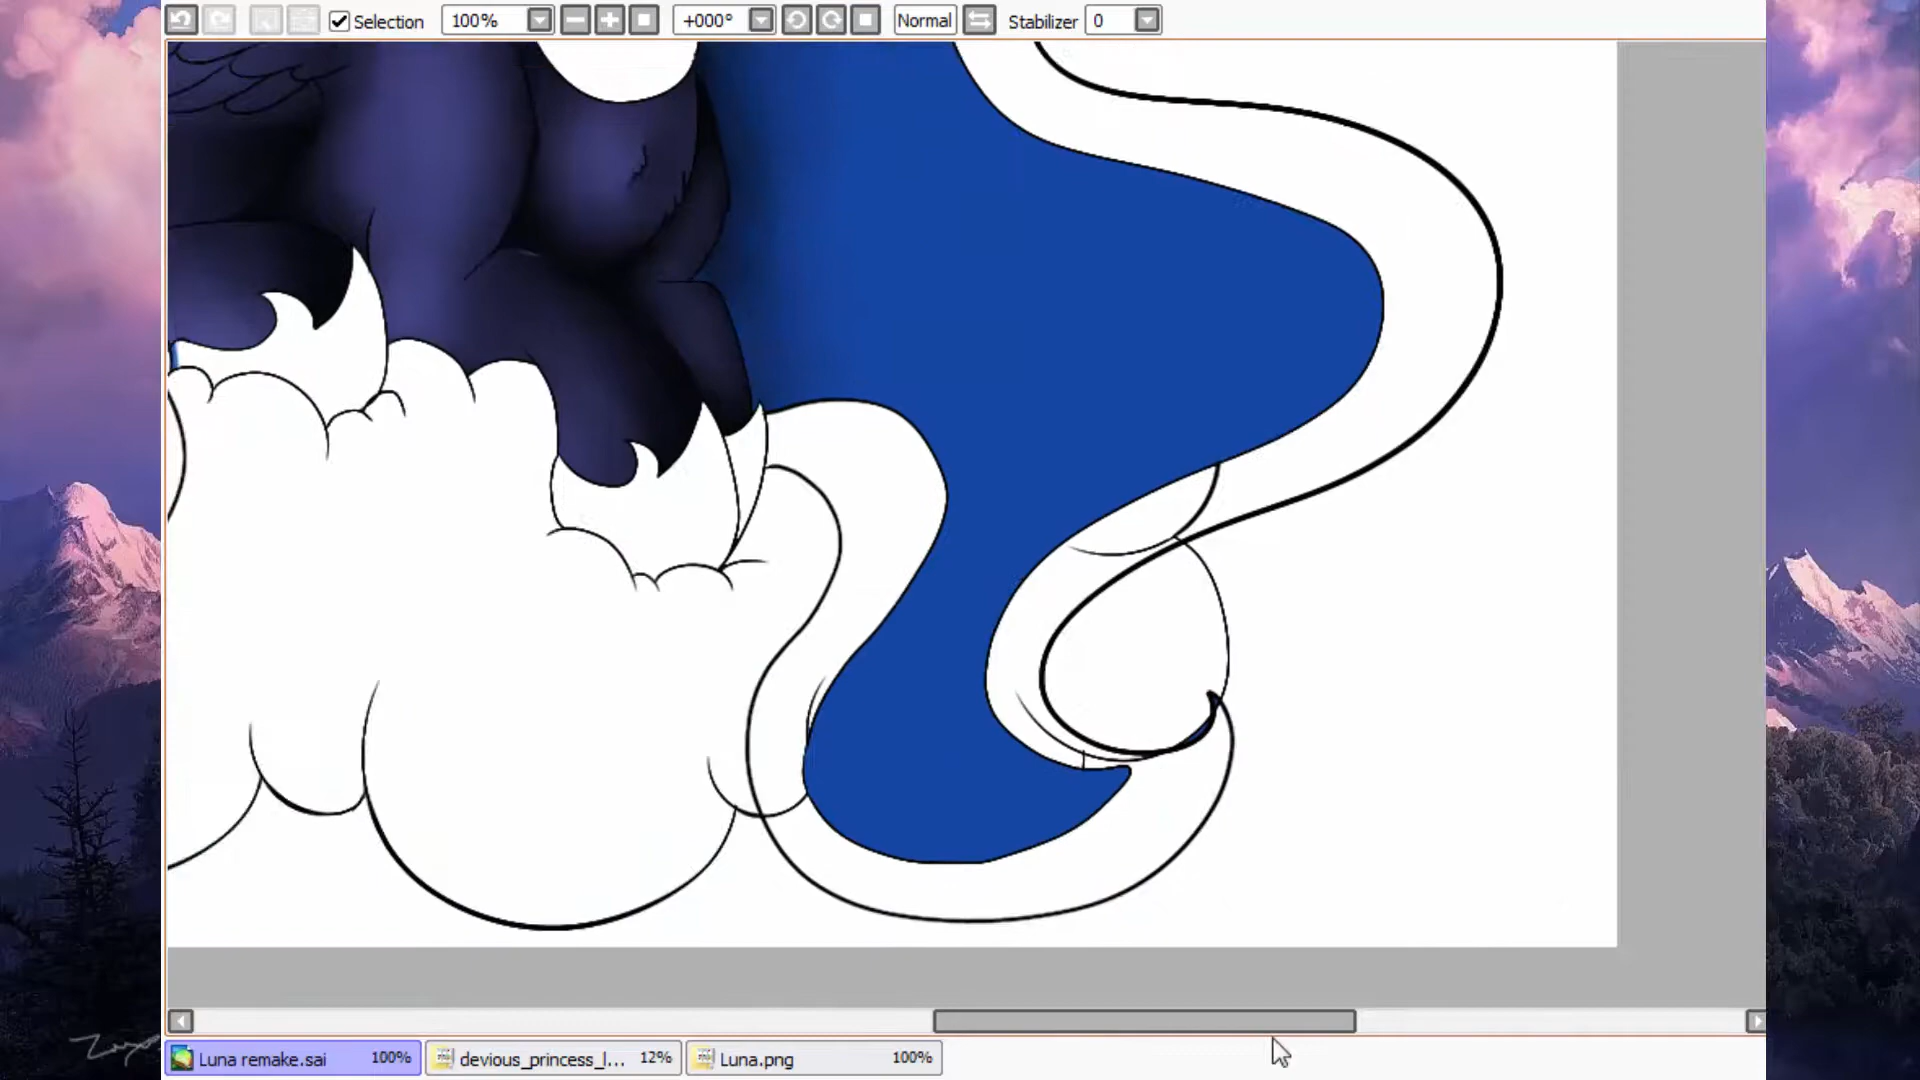 Selection 100% +000° Normal Stabilizer 0
Luna remake.sai 100% devious_princess_l... 12% Luna.png 100%